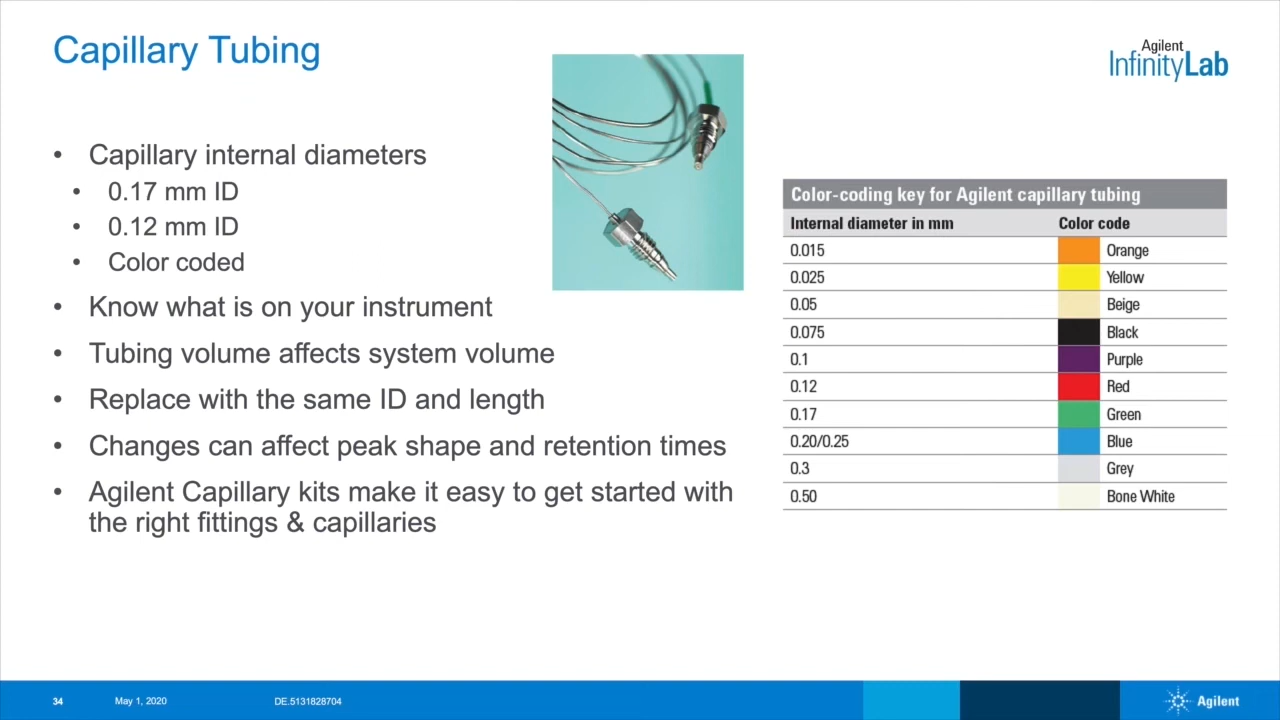 Capillary Tubing
Agilent
InfinityLab
• Capillary internal diameters
• 0.17 mm ID
• 0.12 mm ID
• Color coded
• Know what is on your instrument
• Tubing volume affects system volume
• Replace with the same ID and length
• Changes can affect peak shape and retention times
• Agilent Capillary kits make it easy to get started with
the right fittings & capillaries
Color-coding key for Agilent capillary tubing
Internal diameter in mm Color code
0.015 Orange
0.025 Yellow
0.05 Beige
0.075 Black
0.1 Purple
0.12 Red
0.17 Green
0.20/0.25 Blue
0.3 Grey
0.50 Bone White
34 May 1, 2020 DE.5131828704 Agilent